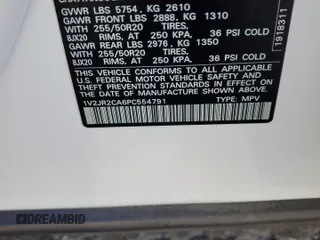 GVWR LBS 5754, KG 2610
GAWR FRONT LBS 2888, KG 1310
WITH 255/50R20 TIRES,
8JX20 RIMS, AT 250 KPA, 36 PSI COLD
GAWR REAR LBS 2976, KG 1350
WITH 255/50R20 TIRES,
8JX20 RIMS, AT 250 KPA, 36 PSI COLD
THIS VEHICLE CONFORMS TO ALL APPLICABLE
U.S. FEDERAL MOTOR VEHICLE SAFETY AND
THEFT PREVENTION STANDARDS IN EFFECT
ON THE DATE OF MANUFACTURE SHOWN ABOVE.
1V2JR2CA6PC554791 TYPE: MPV
1918311
DREAMBID